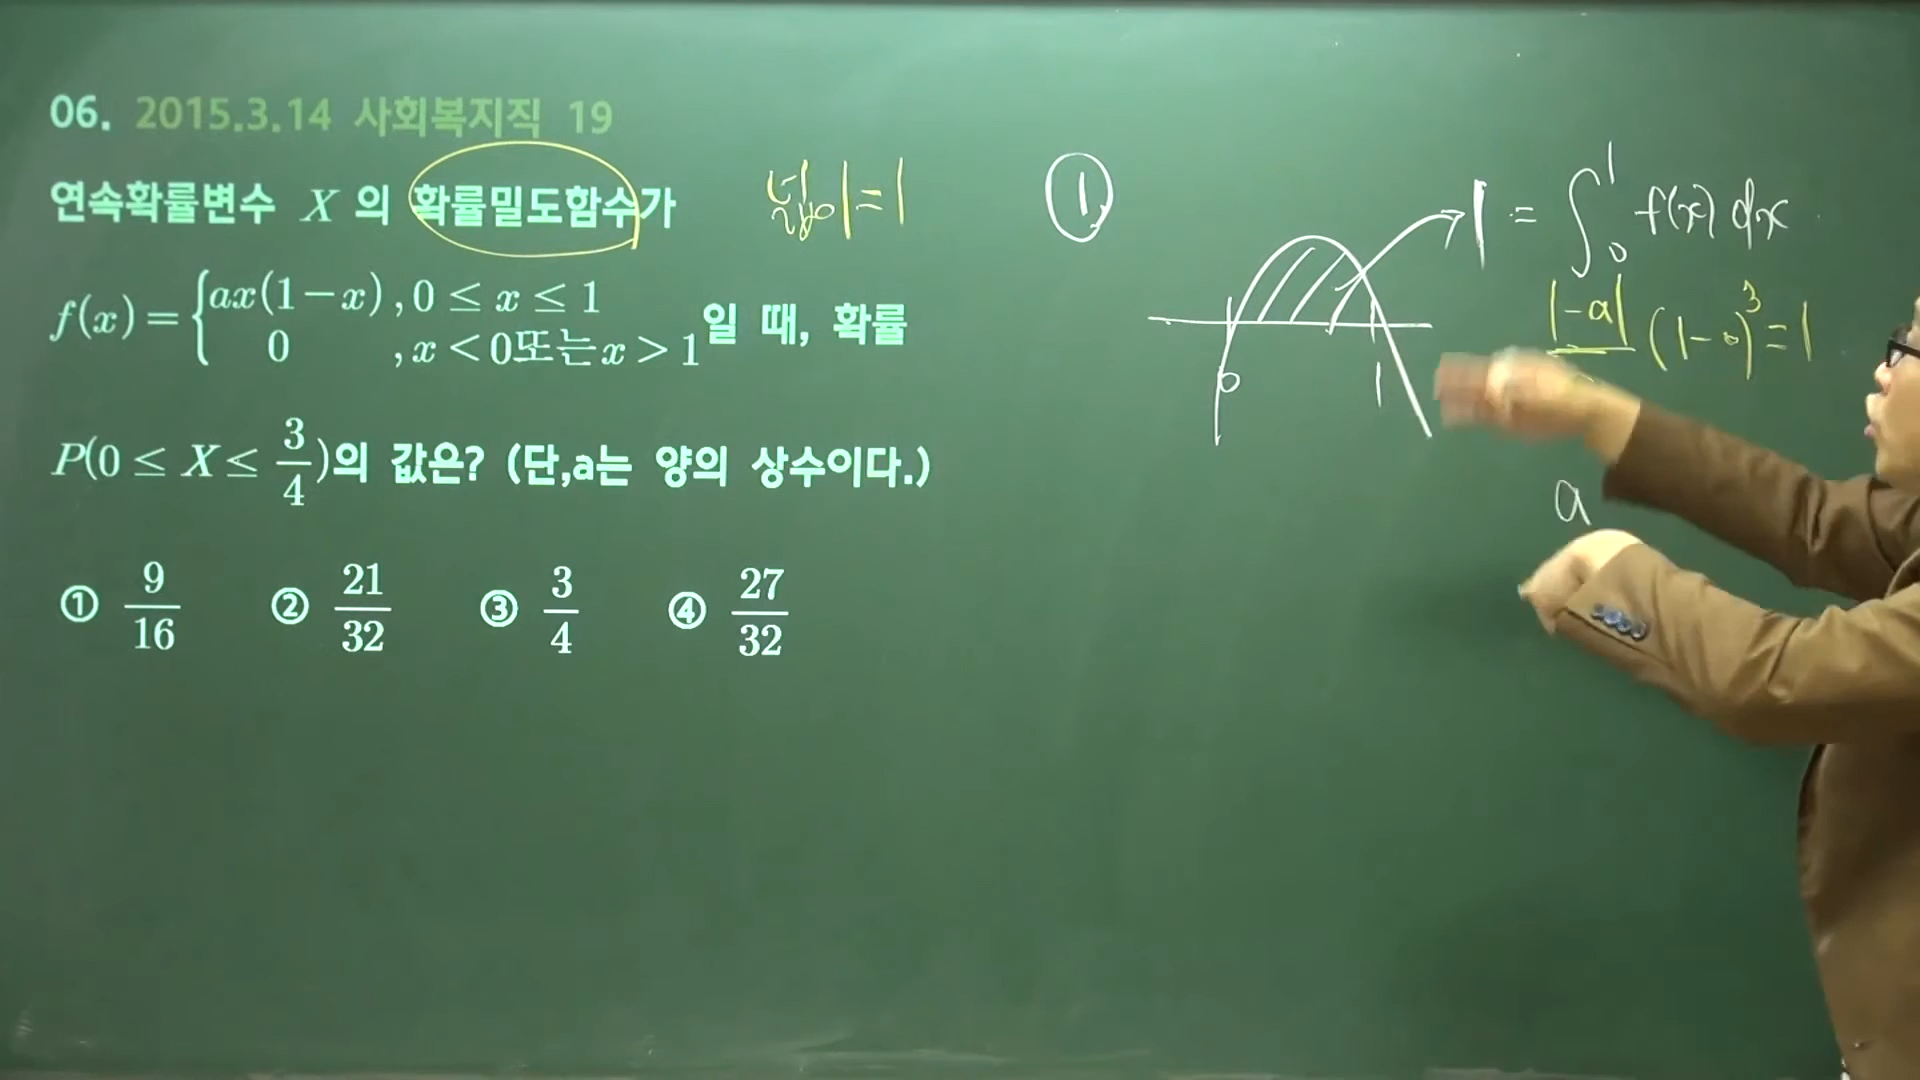 06. 2015.3.14 사회복지직 19
연속확률변수 X 의 확률밀도함수가
f(x) = { ax(1-x), 0 ≤ x ≤ 1
0 , x < 0또는 x > 1 일 때, 확률
P(0 ≤ X ≤ 3/4)의 값은? (단,a는 양의 상수이다.)
① 9/16 ② 21/32 ③ 3/4 ④ 27/32
넓이=1
①
0 1
1 = ∫₀¹ f(x) dx
|-a| (1-0)³=1
a